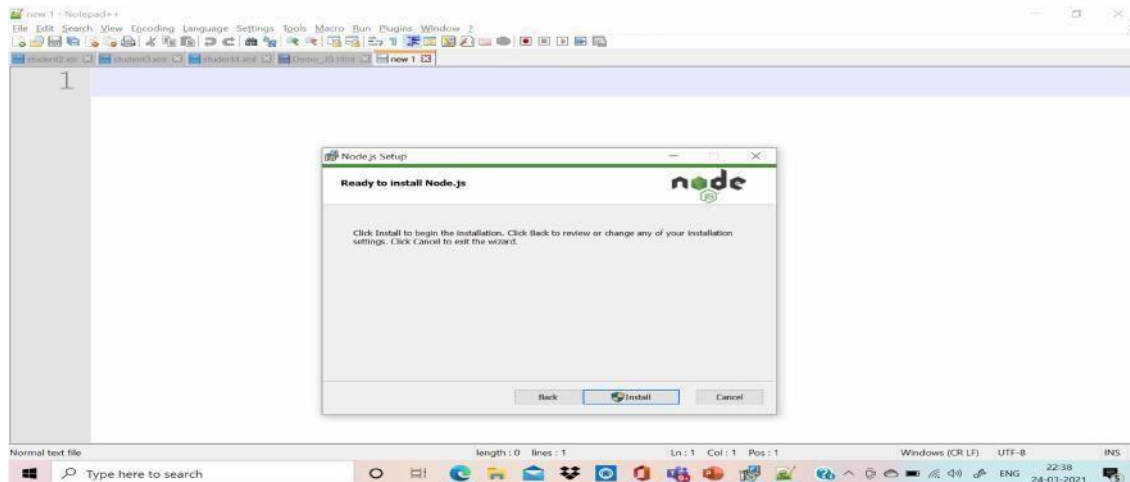 new 1 - Notepad++
File Edit Search View Encoding Language Settings Tools Macro Run Plugins Window ?
new 1
1
Node.js Setup
Ready to install Node.js
node
JS
Click Install to begin the installation. Click Back to review or change any of your installation
settings. Click Cancel to exit the wizard.
Back Install Cancel
Normal text file length : 0 lines : 1 Ln : 1 Col : 1 Pos : 1 Windows (CR LF) UTF-8 INS
Type here to search ENG 22:38
24-03-2021